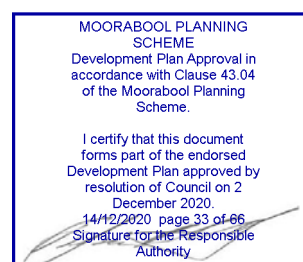 MOORABOOL PLANNING
SCHEME
Development Plan Approval in
accordance with Clause 43.04
of the Moorabool Planning
Scheme.
I certify that this document
forms part of the endorsed
Development Plan approved by
resolution of Council on 2
December 2020.
14/12/2020 page 33 of 66
Signature for the Responsible
Authority